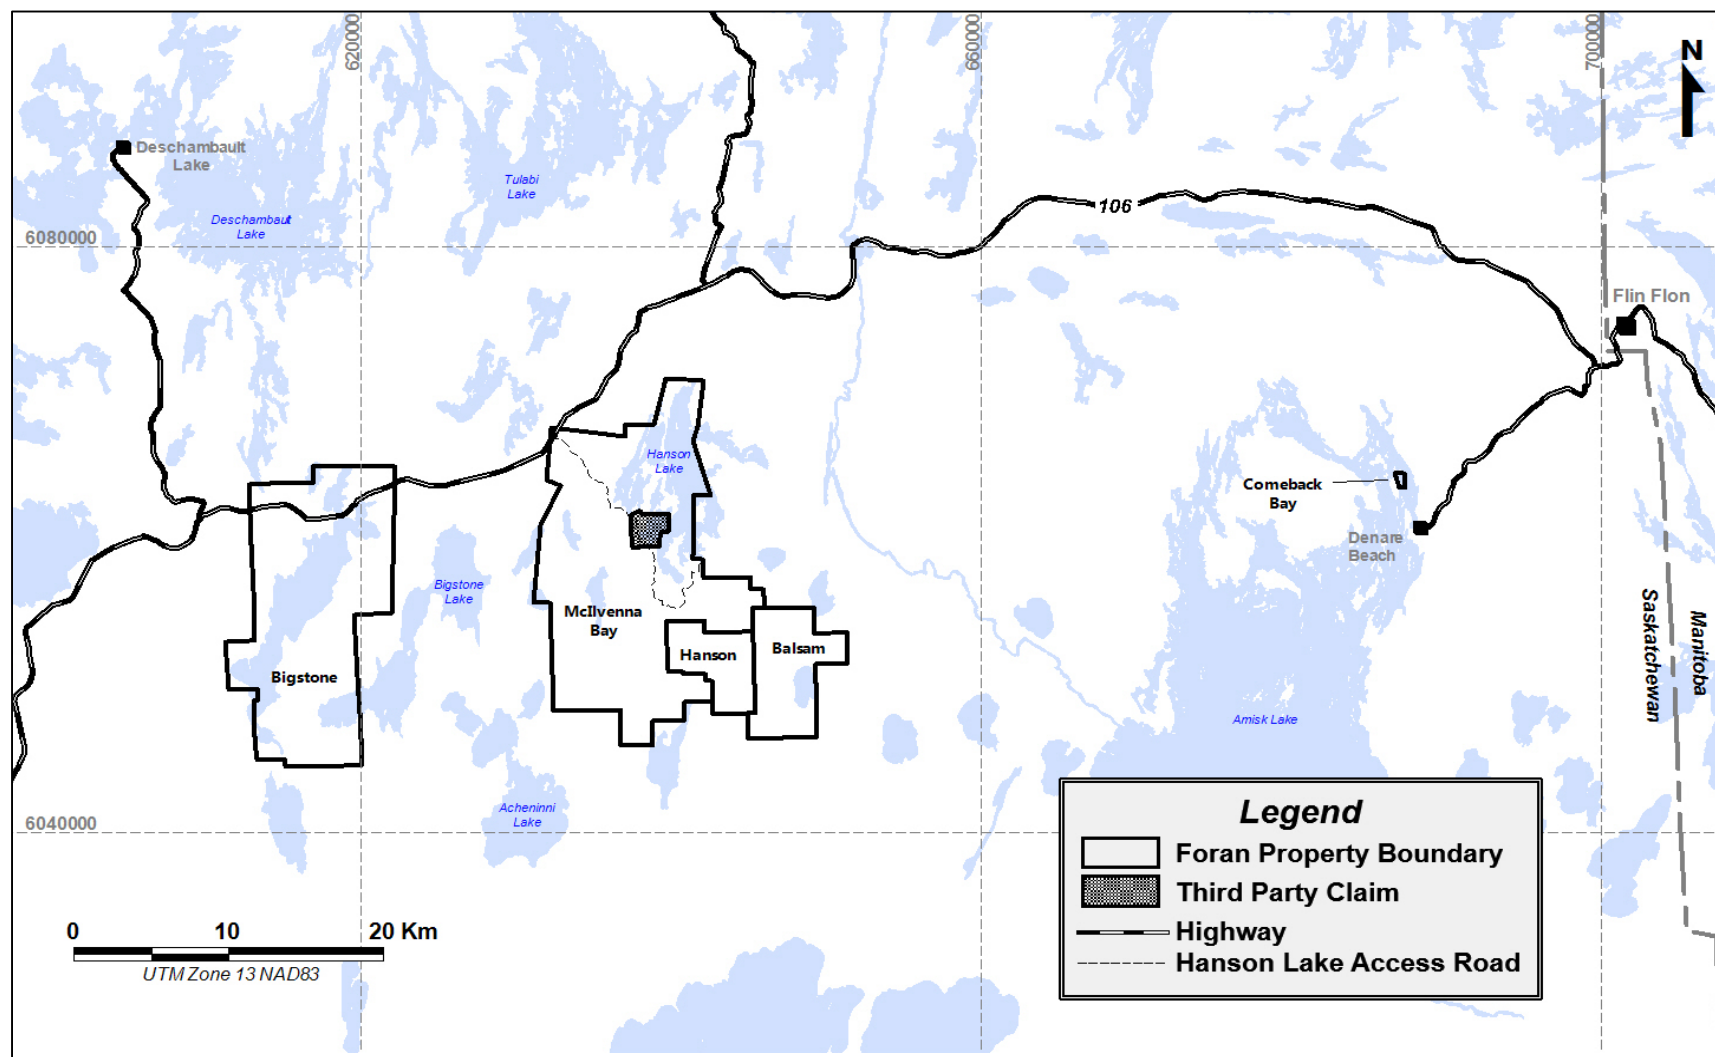 620000
660000
700000
N
Deschambault
Lake
Tulabi
Lake
Deschambault
Lake
106
6080000
Flin Flon
Hanson
Lake
Comeback
Bay
Denare
Beach
Bigstone
Lake
McIlvenna
Bay
Hanson
Balsam
Bigstone
Saskatchewan
Manitoba
Amisk Lake
Acheninni
Lake
6040000
Legend
Foran Property Boundary
Third Party Claim
Highway
Hanson Lake Access Road
0 10 20 Km
UTM Zone 13 NAD83